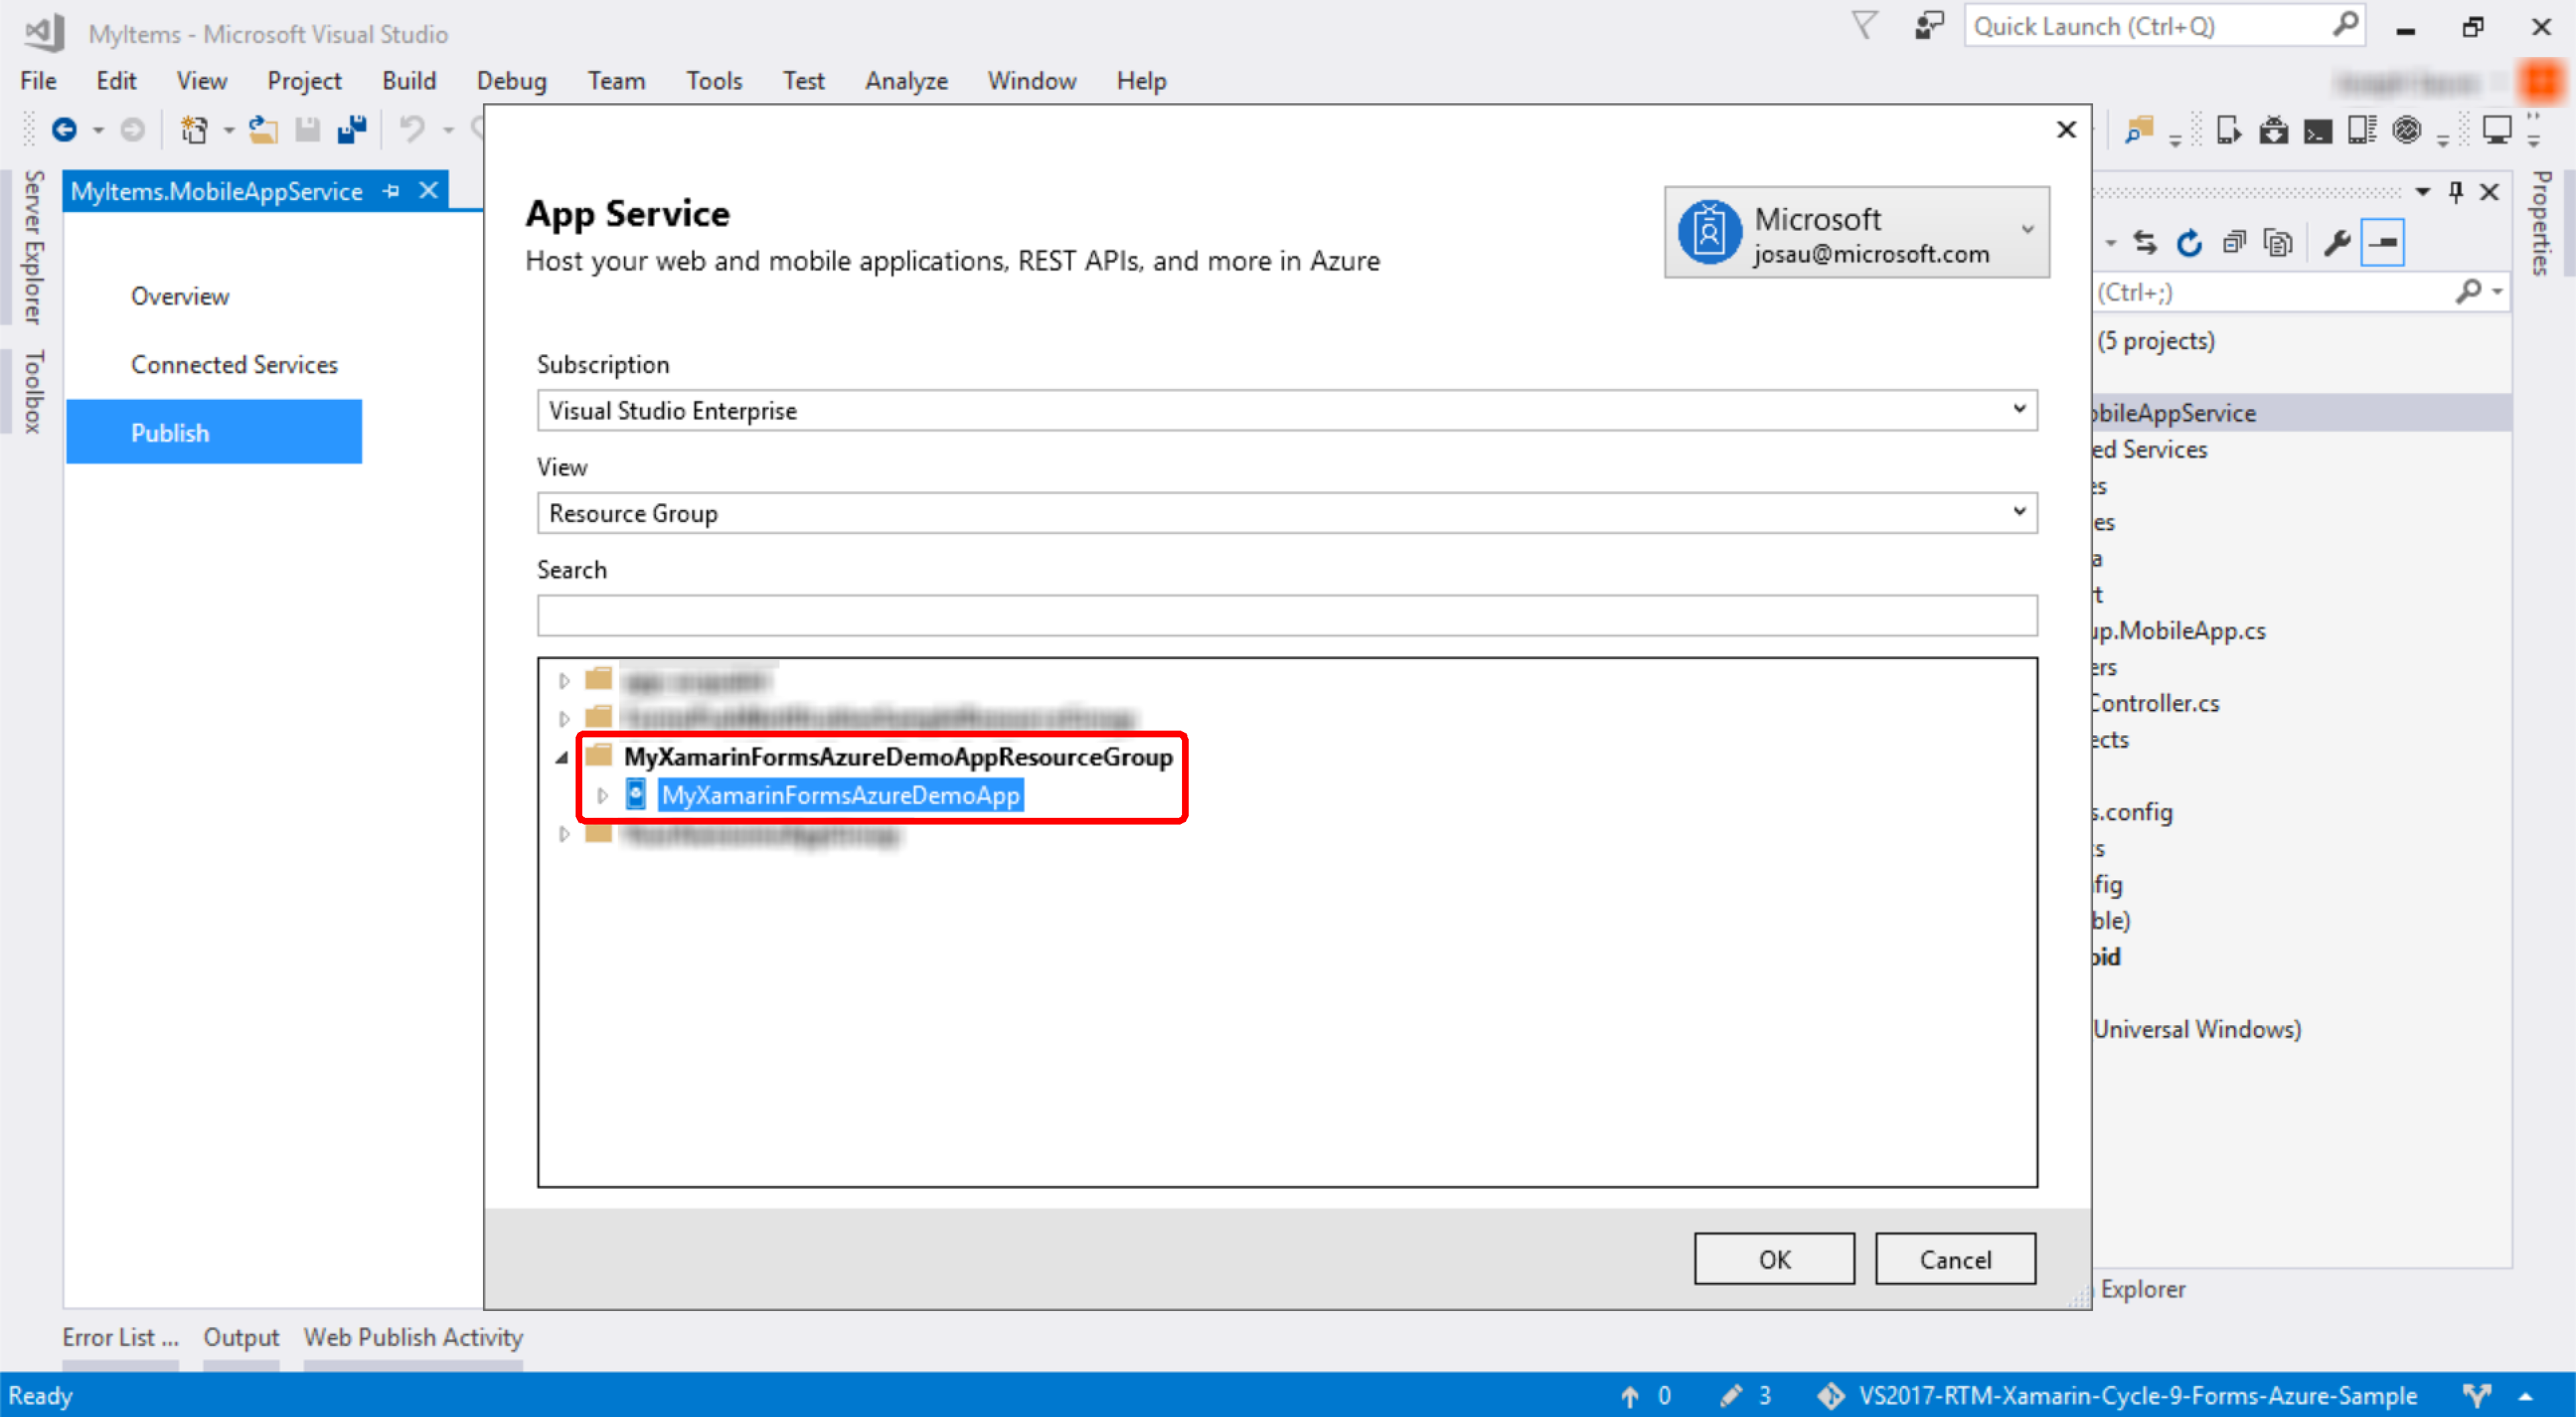 MyItems - Microsoft Visual Studio
Quick Launch (Ctrl+Q)
File Edit View Project Build Debug Team Tools Test Analyze Window Help
Server Explorer
Toolbox
MyItems.MobileAppService
Overview
Connected Services
Publish
App Service
Host your web and mobile applications, REST APIs, and more in Azure
Microsoft
josau@microsoft.com
Subscription
Visual Studio Enterprise
View
Resource Group
Search
MyXamarinFormsAzureDemoAppResourceGroup
MyXamarinFormsAzureDemoApp
OK
Cancel
Properties
(Ctrl+;)
(5 projects)
obileAppService
ed Services
es
es
a
t
up.MobileApp.cs
ers
Controller.cs
ects
s.config
ts
fig
ble)
oid
Universal Windows)
Explorer
Error List ... Output Web Publish Activity
Ready
0
3
VS2017-RTM-Xamarin-Cycle-9-Forms-Azure-Sample